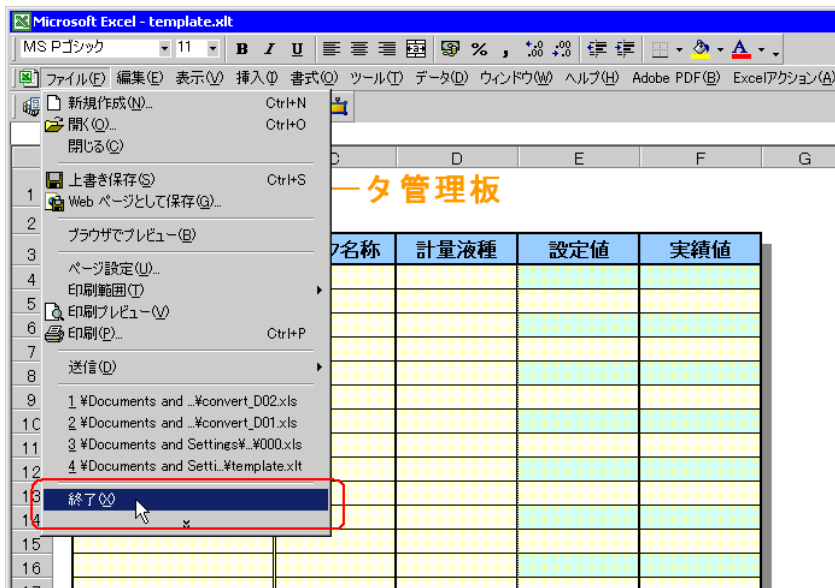 Microsoft Excel - template.xlt
MS Pゴシック 11 B I U % ,
ファイル(F) 編集(E) 表示(V) 挿入(I) 書式(O) ツール(T) データ(D) ウィンドウ(W) ヘルプ(H) Adobe PDF(B) Excelアクション(A)
新規作成(N)... Ctrl+N
開く(O)... Ctrl+O
閉じる(C)
上書き保存(S) Ctrl+S
Web ページとして保存(G)...
ブラウザでプレビュー(B)
ページ設定(U)...
印刷範囲(T)
印刷プレビュー(V)
印刷(P)... Ctrl+P
送信(D)
1 ¥Documents and ...¥convert_D02.xls
2 ¥Documents and ...¥convert_D01.xls
3 ¥Documents and Settings¥...¥000.xls
4 ¥Documents and Setti...¥template.xlt
終了(X)
D E F G
1 ータ管理板
2
3 名称 計量液種 設定値 実績値
4
5
6
7
8
9
10
11
12
13
14
15
16